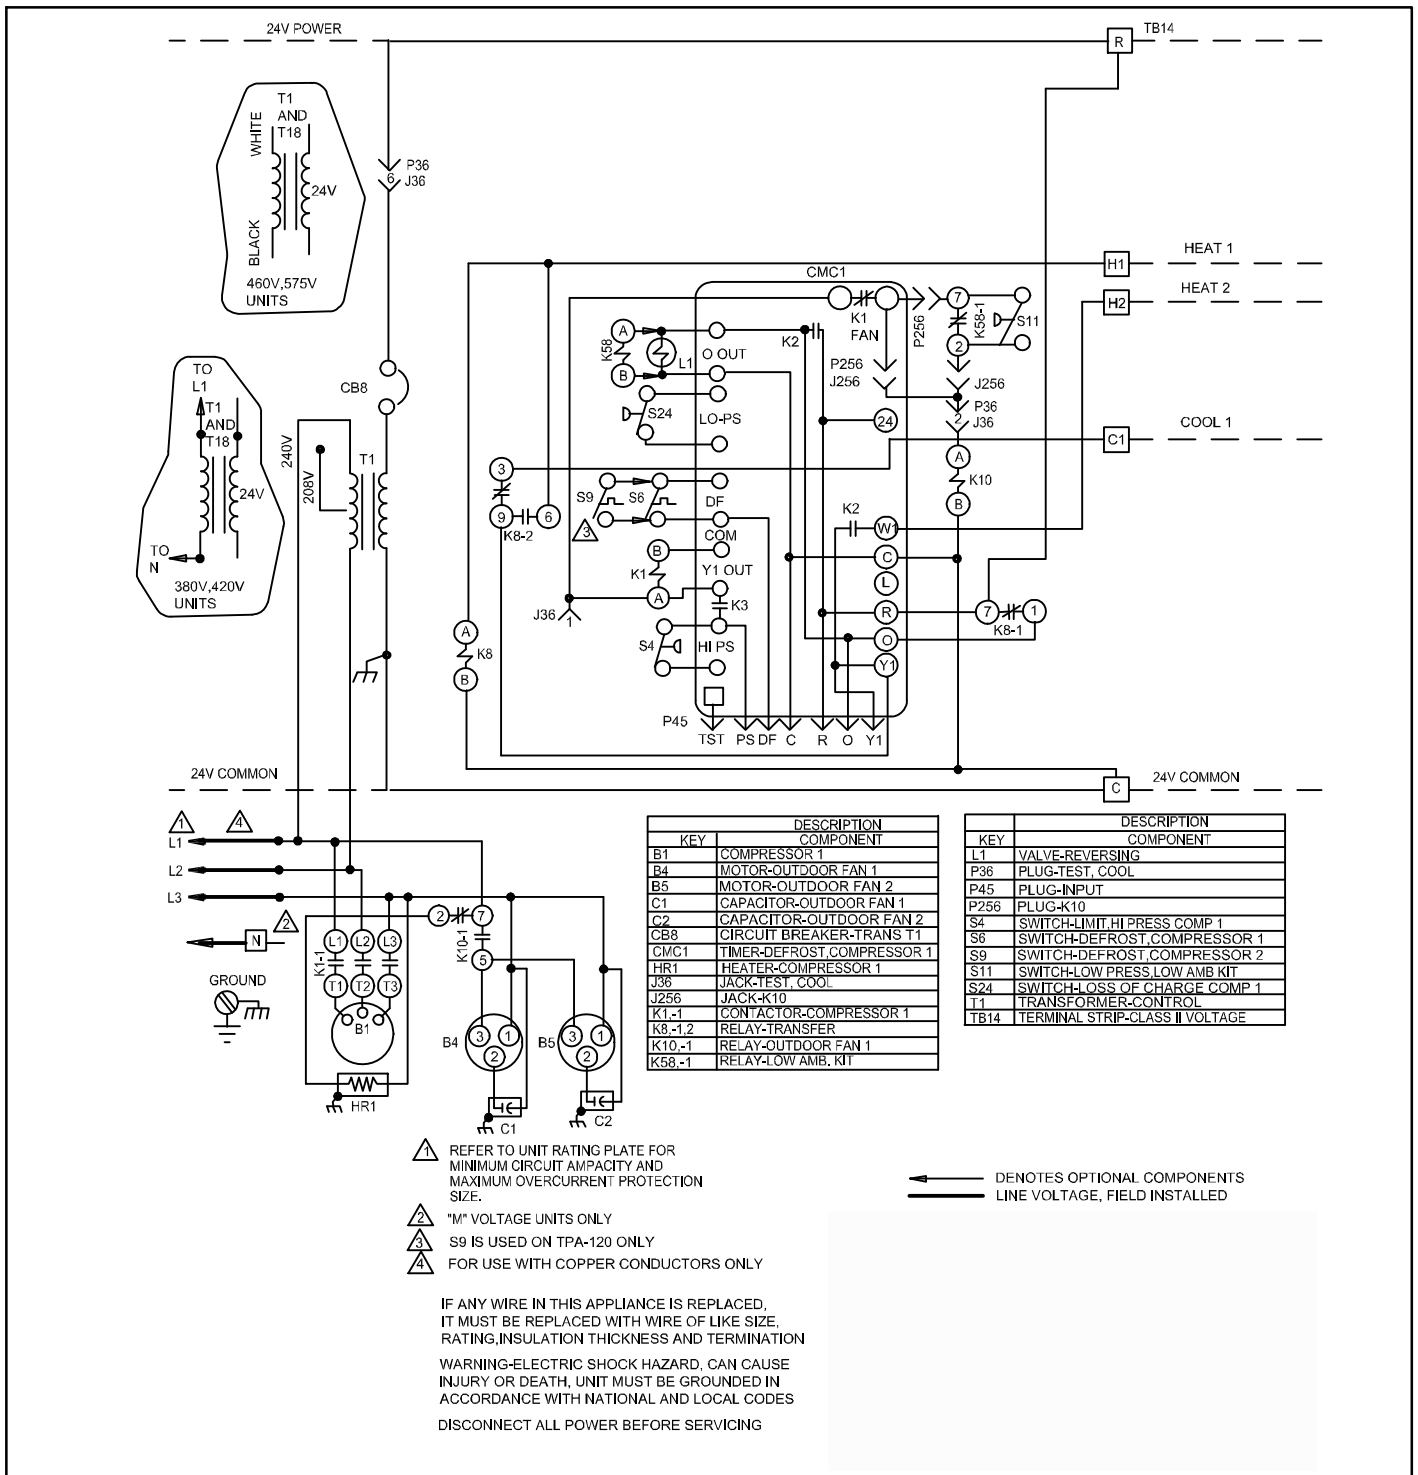 24V POWER
TB14
R
T1
AND
T18
WHITE
BLACK
24V
460V,575V
UNITS
P36
6
J36
HEAT 1
H1
HEAT 2
H2
CMC1
K1
FAN
P256
7
K58-1
S11
2
A
K58
B
L1
O OUT
K2
P256
J256
J256
P36
2
J36
S24
LO-PS
24
COOL 1
C1
TO
L1
T1
AND
T18
24V
TO
N
380V,420V
UNITS
CB8
240V
208V
T1
3
9
6
K8-2
S9
S6
3
DF
COM
A
K10
B
K2
W1
B
K1
A
Y1 OUT
C
L
K3
R
7
1
K8-1
J36
1
O
S4
HI PS
Y1
A
K8
B
P45
TST
PS
DF
C
R
O
Y1
24V COMMON
C
24V COMMON
1
4
L1
L2
L3
2
N
GROUND
L1
L2
L3
K1-1
T1
T2
T3
B1
HR1
2
7
K10-1
5
B4
3
1
2
C1
B5
3
1
2
C2
DESCRIPTION
KEY COMPONENT
B1 COMPRESSOR 1
B4 MOTOR-OUTDOOR FAN 1
B5 MOTOR-OUTDOOR FAN 2
C1 CAPACITOR-OUTDOOR FAN 1
C2 CAPACITOR-OUTDOOR FAN 2
CB8 CIRCUIT BREAKER-TRANS T1
CMC1 TIMER-DEFROST,COMPRESSOR 1
HR1 HEATER-COMPRESSOR 1
J36 JACK-TEST, COOL
J256 JACK-K10
K1,-1 CONTACTOR-COMPRESSOR 1
K8,-1,2 RELAY-TRANSFER
K10,-1 RELAY-OUTDOOR FAN 1
K58,-1 RELAY-LOW AMB. KIT
DESCRIPTION
KEY COMPONENT
L1 VALVE-REVERSING
P36 PLUG-TEST, COOL
P45 PLUG-INPUT
P256 PLUG-K10
S4 SWITCH-LIMIT,HI PRESS COMP 1
S6 SWITCH-DEFROST,COMPRESSOR 1
S9 SWITCH-DEFROST,COMPRESSOR 2
S11 SWITCH-LOW PRESS,LOW AMB KIT
S24 SWITCH-LOSS OF CHARGE COMP 1
T1 TRANSFORMER-CONTROL
TB14 TERMINAL STRIP-CLASS II VOLTAGE
1 REFER TO UNIT RATING PLATE FOR
MINIMUM CIRCUIT AMPACITY AND
MAXIMUM OVERCURRENT PROTECTION
SIZE.
2 "M" VOLTAGE UNITS ONLY
3 S9 IS USED ON TPA-120 ONLY
4 FOR USE WITH COPPER CONDUCTORS ONLY
DENOTES OPTIONAL COMPONENTS
LINE VOLTAGE, FIELD INSTALLED
IF ANY WIRE IN THIS APPLIANCE IS REPLACED,
IT MUST BE REPLACED WITH WIRE OF LIKE SIZE,
RATING,INSULATION THICKNESS AND TERMINATION
WARNING-ELECTRIC SHOCK HAZARD, CAN CAUSE
INJURY OR DEATH, UNIT MUST BE GROUNDED IN
ACCORDANCE WITH NATIONAL AND LOCAL CODES
DISCONNECT ALL POWER BEFORE SERVICING